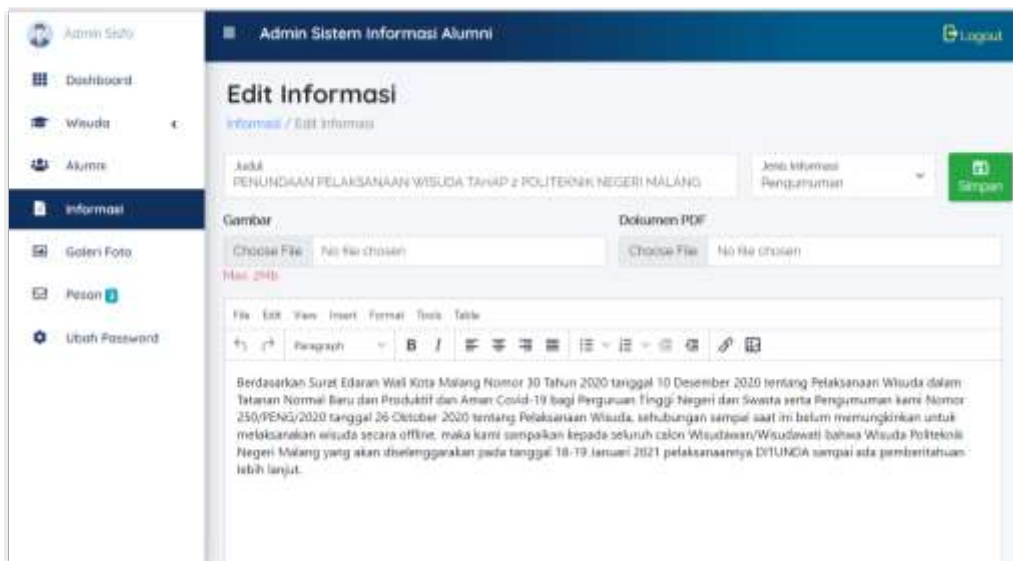 Admin Sisfo
Admin Sistem Informasi Alumni
Logout
Dashboard
Wisuda
Alumni
Informasi
Galeri Foto
Pesan
Ubah Password
Edit Informasi
Informasi / Edit Informasi
Judul
PENUNDAAN PELAKSANAAN WISUDA TAHAP 2 POLITEKNIK NEGERI MALANG
Jenis Informasi
Pengumuman
Simpan
Gambar
Choose File No file chosen
Max. 2Mb
Dokumen PDF
Choose File No file chosen
File Edit View Insert Format Tools Table
Paragraph B I
Berdasarkan Surat Edaran Wali Kota Malang Nomor 30 Tahun 2020 tanggal 10 Desember 2020 tentang Pelaksanaan Wisuda dalam
Tatanan Normal Baru dan Produktif dan Aman Covid-19 bagi Perguruan Tinggi Negeri dan Swasta serta Pengumuman kami Nomor
250/PENG/2020 tanggal 26 Oktober 2020 tentang Pelaksanaan Wisuda, sehubungan sampai saat ini belum memungkinkan untuk
melaksanakan wisuda secara offline, maka kami sampaikan kepada seluruh calon Wisudawan/Wisudawati bahwa Wisuda Politeknik
Negeri Malang yang akan diselenggarakan pada tanggal 18-19 Januari 2021 pelaksanaannya DITUNDA sampai ada pemberitahuan
lebih lanjut.